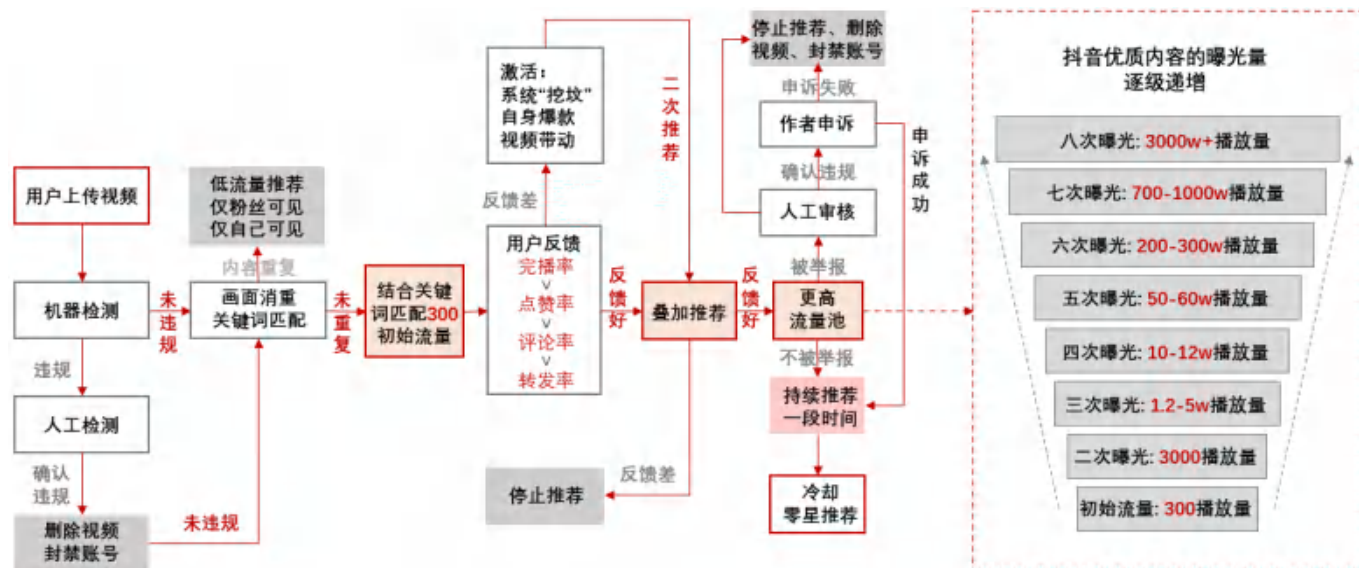 用户上传视频
机器检测
违规
人工检测
确认
违规
删除视频
封禁账号
未违规
未违规
低流量推荐
仅粉丝可见
仅自己可见
内容重复
画面消重
关键词匹配
未重复
结合关键
词匹配300
初始流量
激活:
系统“挖坟”
自身爆款
视频带动
反馈差
用户反馈
完播率
点赞率
评论率
转发率
反馈好
二次推荐
叠加推荐
反馈差
停止推荐
反馈好
停止推荐、删除
视频、封禁账号
申诉失败
作者申诉
确认违规
人工审核
被举报
申诉成功
更高
流量池
不被举报
持续推荐
一段时间
冷却
零星推荐
抖音优质内容的曝光量
逐级递增
八次曝光: 3000w+播放量
七次曝光: 700-1000w播放量
六次曝光: 200-300w播放量
五次曝光: 50-60w播放量
四次曝光: 10-12w播放量
三次曝光: 1.2-5w播放量
二次曝光: 3000播放量
初始流量: 300播放量